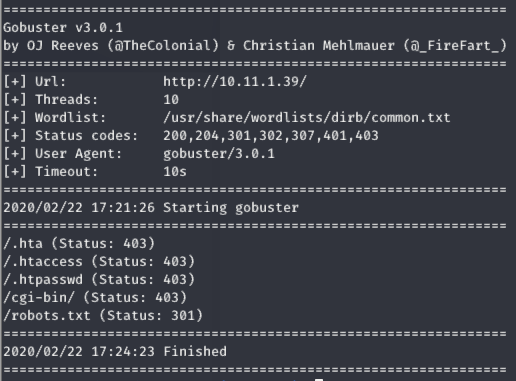 ===============================================================
Gobuster v3.0.1
by OJ Reeves (@TheColonial) & Christian Mehlmauer (@_FireFart_)
===============================================================
[+] Url:            http://10.11.1.39/
[+] Threads:        10
[+] Wordlist:       /usr/share/wordlists/dirb/common.txt
[+] Status codes:   200,204,301,302,307,401,403
[+] User Agent:     gobuster/3.0.1
[+] Timeout:        10s
===============================================================
2020/02/22 17:21:26 Starting gobuster
===============================================================
/.hta (Status: 403)
/.htaccess (Status: 403)
/.htpasswd (Status: 403)
/cgi-bin/ (Status: 403)
/robots.txt (Status: 301)
===============================================================
2020/02/22 17:24:23 Finished
===============================================================